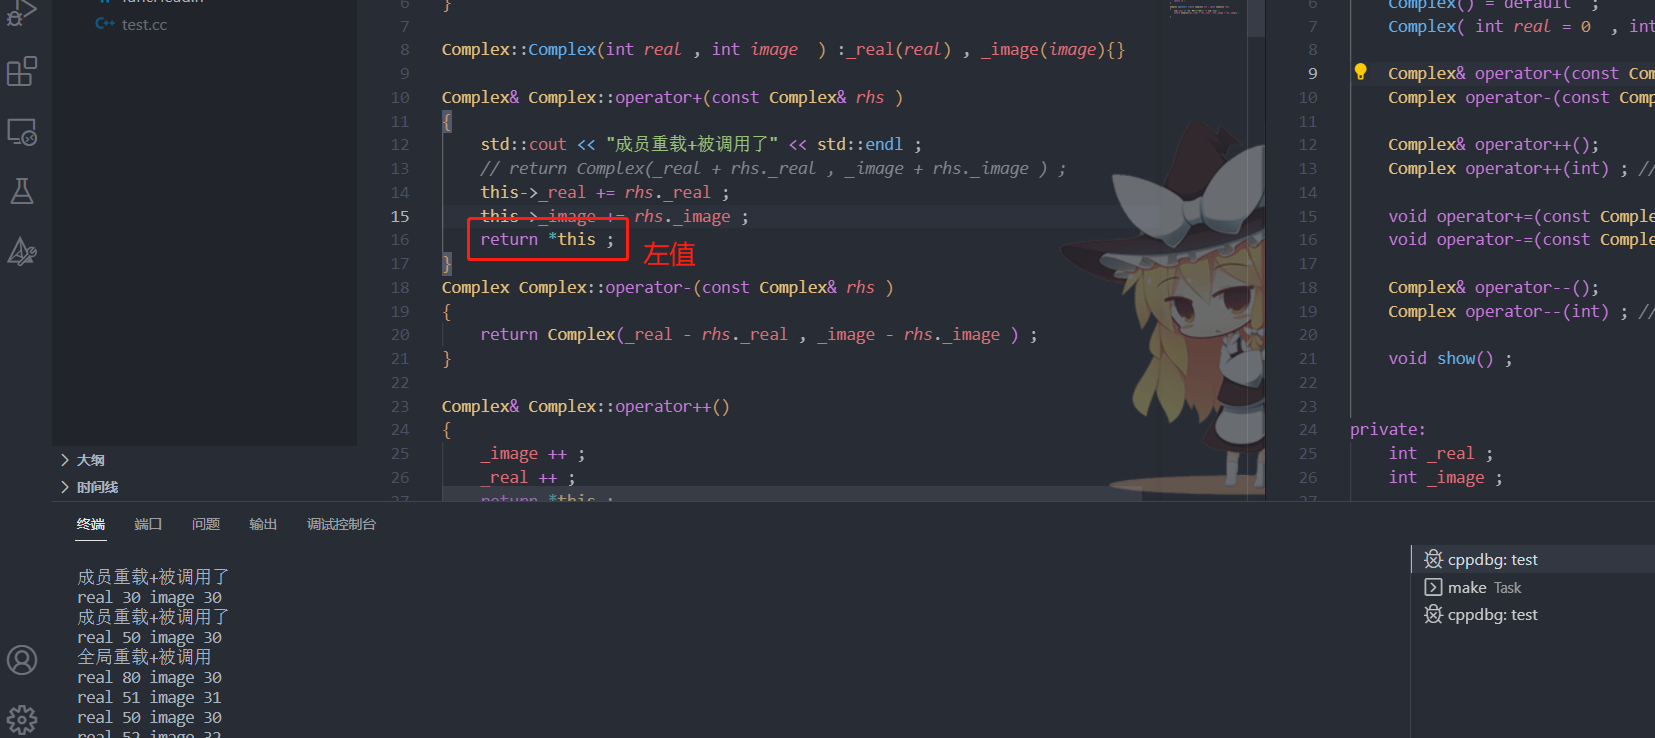 test.cc
大纲
时间线
6 }
7
8 Complex::Complex(int real , int image  ) :_real(real) , _image(image){}
9
10 Complex& Complex::operator+(const Complex& rhs )
11 {
12 std::cout << "成员重载+被调用了" << std::endl ;
13 // return Complex(_real + rhs._real , _image + rhs._image ) ;
14 this->_real += rhs._real ;
15 this->_image += rhs._image ;
16 return *this ;
左值
17 }
18 Complex Complex::operator-(const Complex& rhs )
19 {
20 return Complex(_real - rhs._real , _image - rhs._image ) ;
21 }
22
23 Complex& Complex::operator++()
24 {
25 _image ++ ;
26 _real ++ ;
27 return *this ;
6 Complex() = default  ;
7 Complex( int real = 0  , int
8
9 Complex& operator+(const Com
10 Complex operator-(const Comp
11
12 Complex& operator++();
13 Complex operator++(int) ; //
14
15 void operator+=(const Comple
16 void operator-=(const Comple
17
18 Complex& operator--();
19 Complex operator--(int) ; //
20
21 void show() ;
22
23
24 private:
25 int _real ;
26 int _image ;
27
终端 端口 问题 输出 调试控制台
成员重载+被调用了
real 30 image 30
成员重载+被调用了
real 50 image 30
全局重载+被调用
real 80 image 30
real 51 image 31
real 50 image 30
real 52 image 32
cppdbg: test
make Task
cppdbg: test